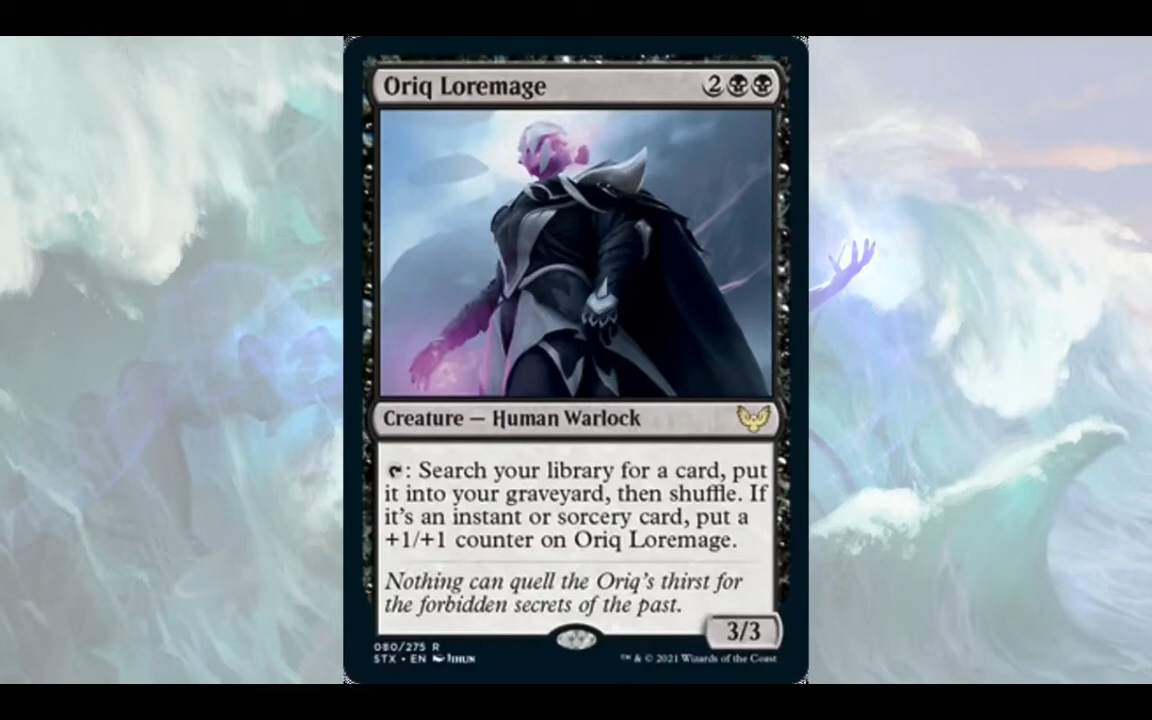 Oriq Loremage 2
Creature — Human Warlock
: Search your library for a card, put
it into your graveyard, then shuffle. If
it's an instant or sorcery card, put a
+1/+1 counter on Oriq Loremage.
Nothing can quell the Oriq's thirst for
the forbidden secrets of the past.
3/3
080/275 R
STX • EN JIHUN
™ & © 2021 Wizards of the Coast